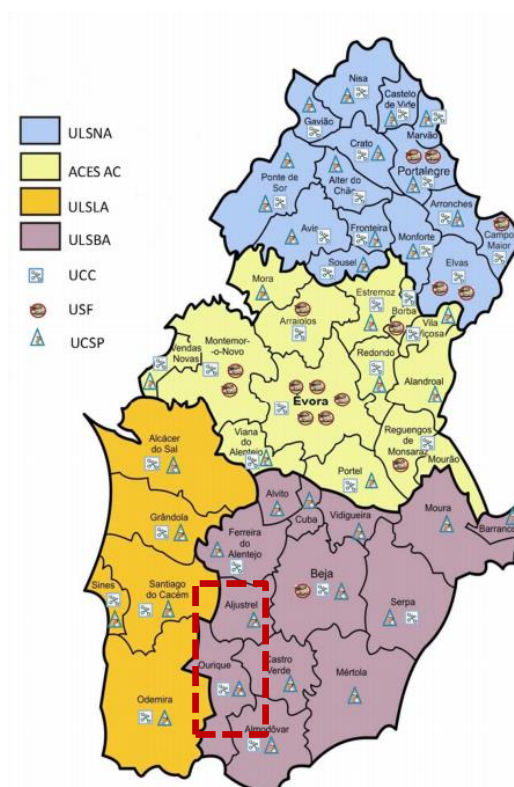 ULSNA
ACES AC
ULSLA
ULSBA
UCC
USF
UCSP
Nisa
Castelo
de Vide
Gavião
Marvão
Crato
Portalegre
Ponte de
Sor
Alter do
Chão
Arronches
Avis
Fronteira
Monforte
Campo
Maior
Sousel
Elvas
Mora
Estremoz
Arraiolos
Borba
Vila
Viçosa
Vendas
Novas
Montemor-
-o-Novo
Redondo
Évora
Alandroal
Viana do
Alentejo
Reguengos
de
Monsaraz
Mourão
Portel
Alcácer
do Sal
Alvito
Cuba
Vidigueira
Moura
Barrancos
Grândola
Ferreira
do
Alentejo
Beja
Sines
Santiago
do Cacém
Aljustrel
Serpa
Ourique
Castro
Verde
Mértola
Odemira
Almodôvar